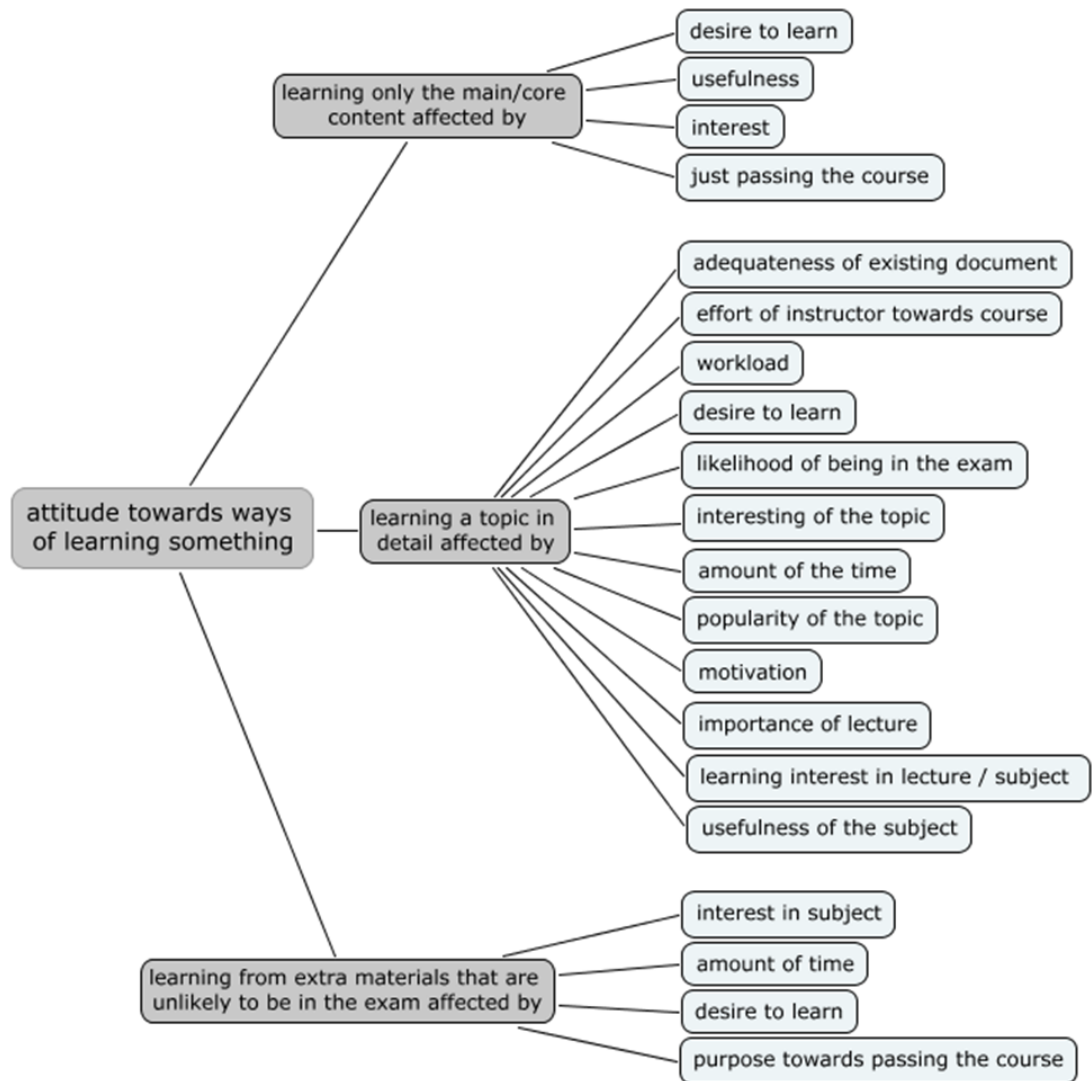 desire to learn
usefulness
learning only the main/core
content affected by
interest
just passing the course
adequateness of existing document
effort of instructor towards course
workload
desire to learn
likelihood of being in the exam
attitude towards ways
of learning something
learning a topic in
detail affected by
interesting of the topic
amount of the time
popularity of the topic
motivation
importance of lecture
learning interest in lecture / subject
usefulness of the subject
interest in subject
learning from extra materials that are
unlikely to be in the exam affected by
amount of time
desire to learn
purpose towards passing the course